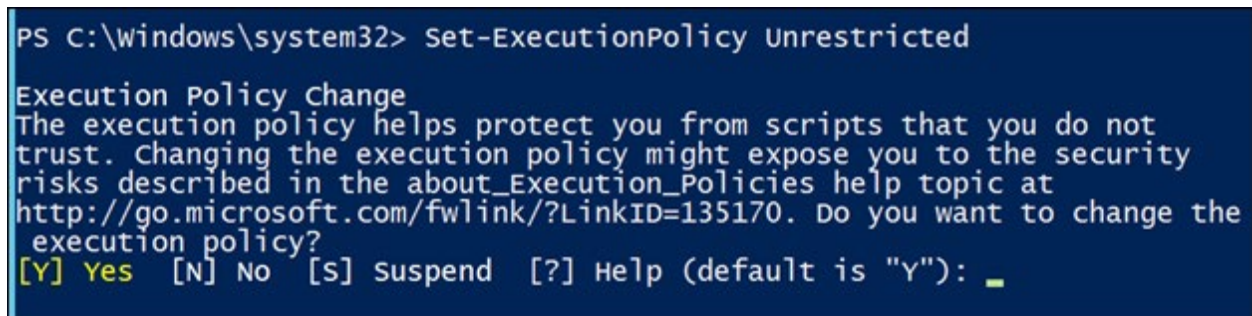 PS C:\Windows\system32> Set-ExecutionPolicy Unrestricted
Execution Policy Change
The execution policy helps protect you from scripts that you do not
trust. Changing the execution policy might expose you to the security
risks described in the about_Execution_Policies help topic at
http://go.microsoft.com/fwlink/?LinkID=135170. Do you want to change the
execution policy?
[Y] Yes  [N] No  [S] Suspend  [?] Help (default is "Y"):